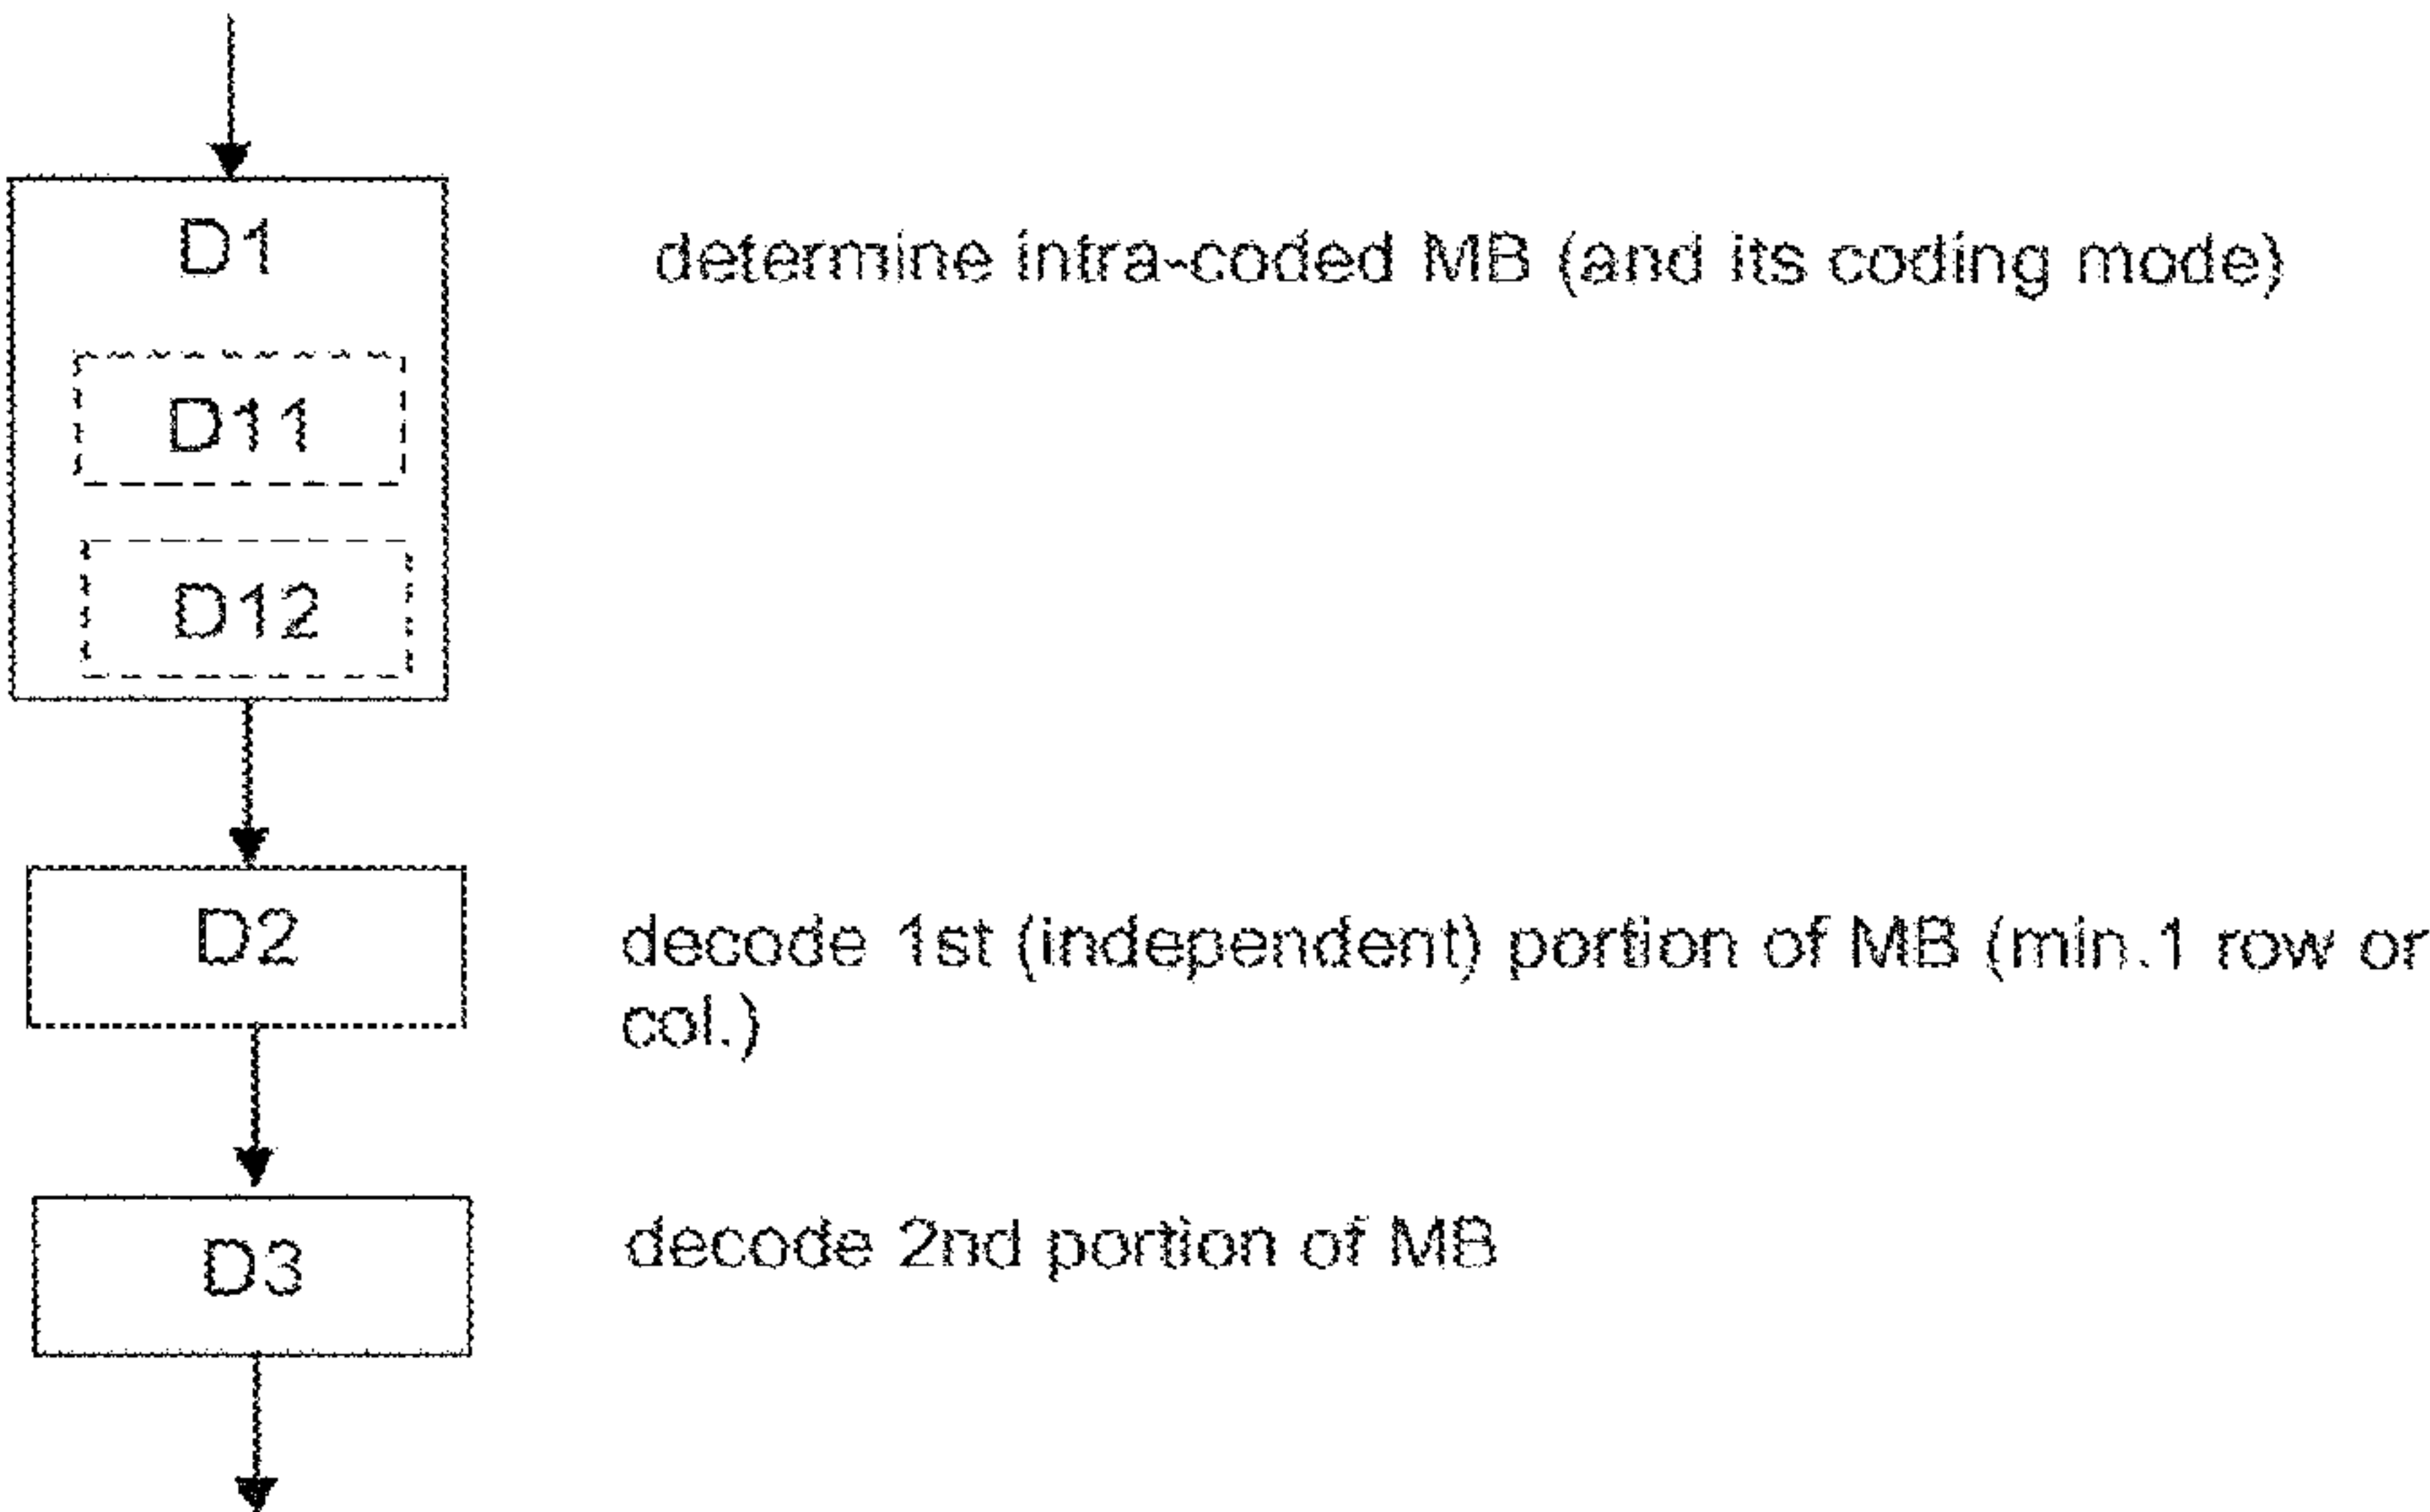 D1
determine intra-coded MB (and its coding mode)
D11
D12
D2
decode 1st (independent) portion of MB (min.1 row or
col.)
D3
decode 2nd portion of MB